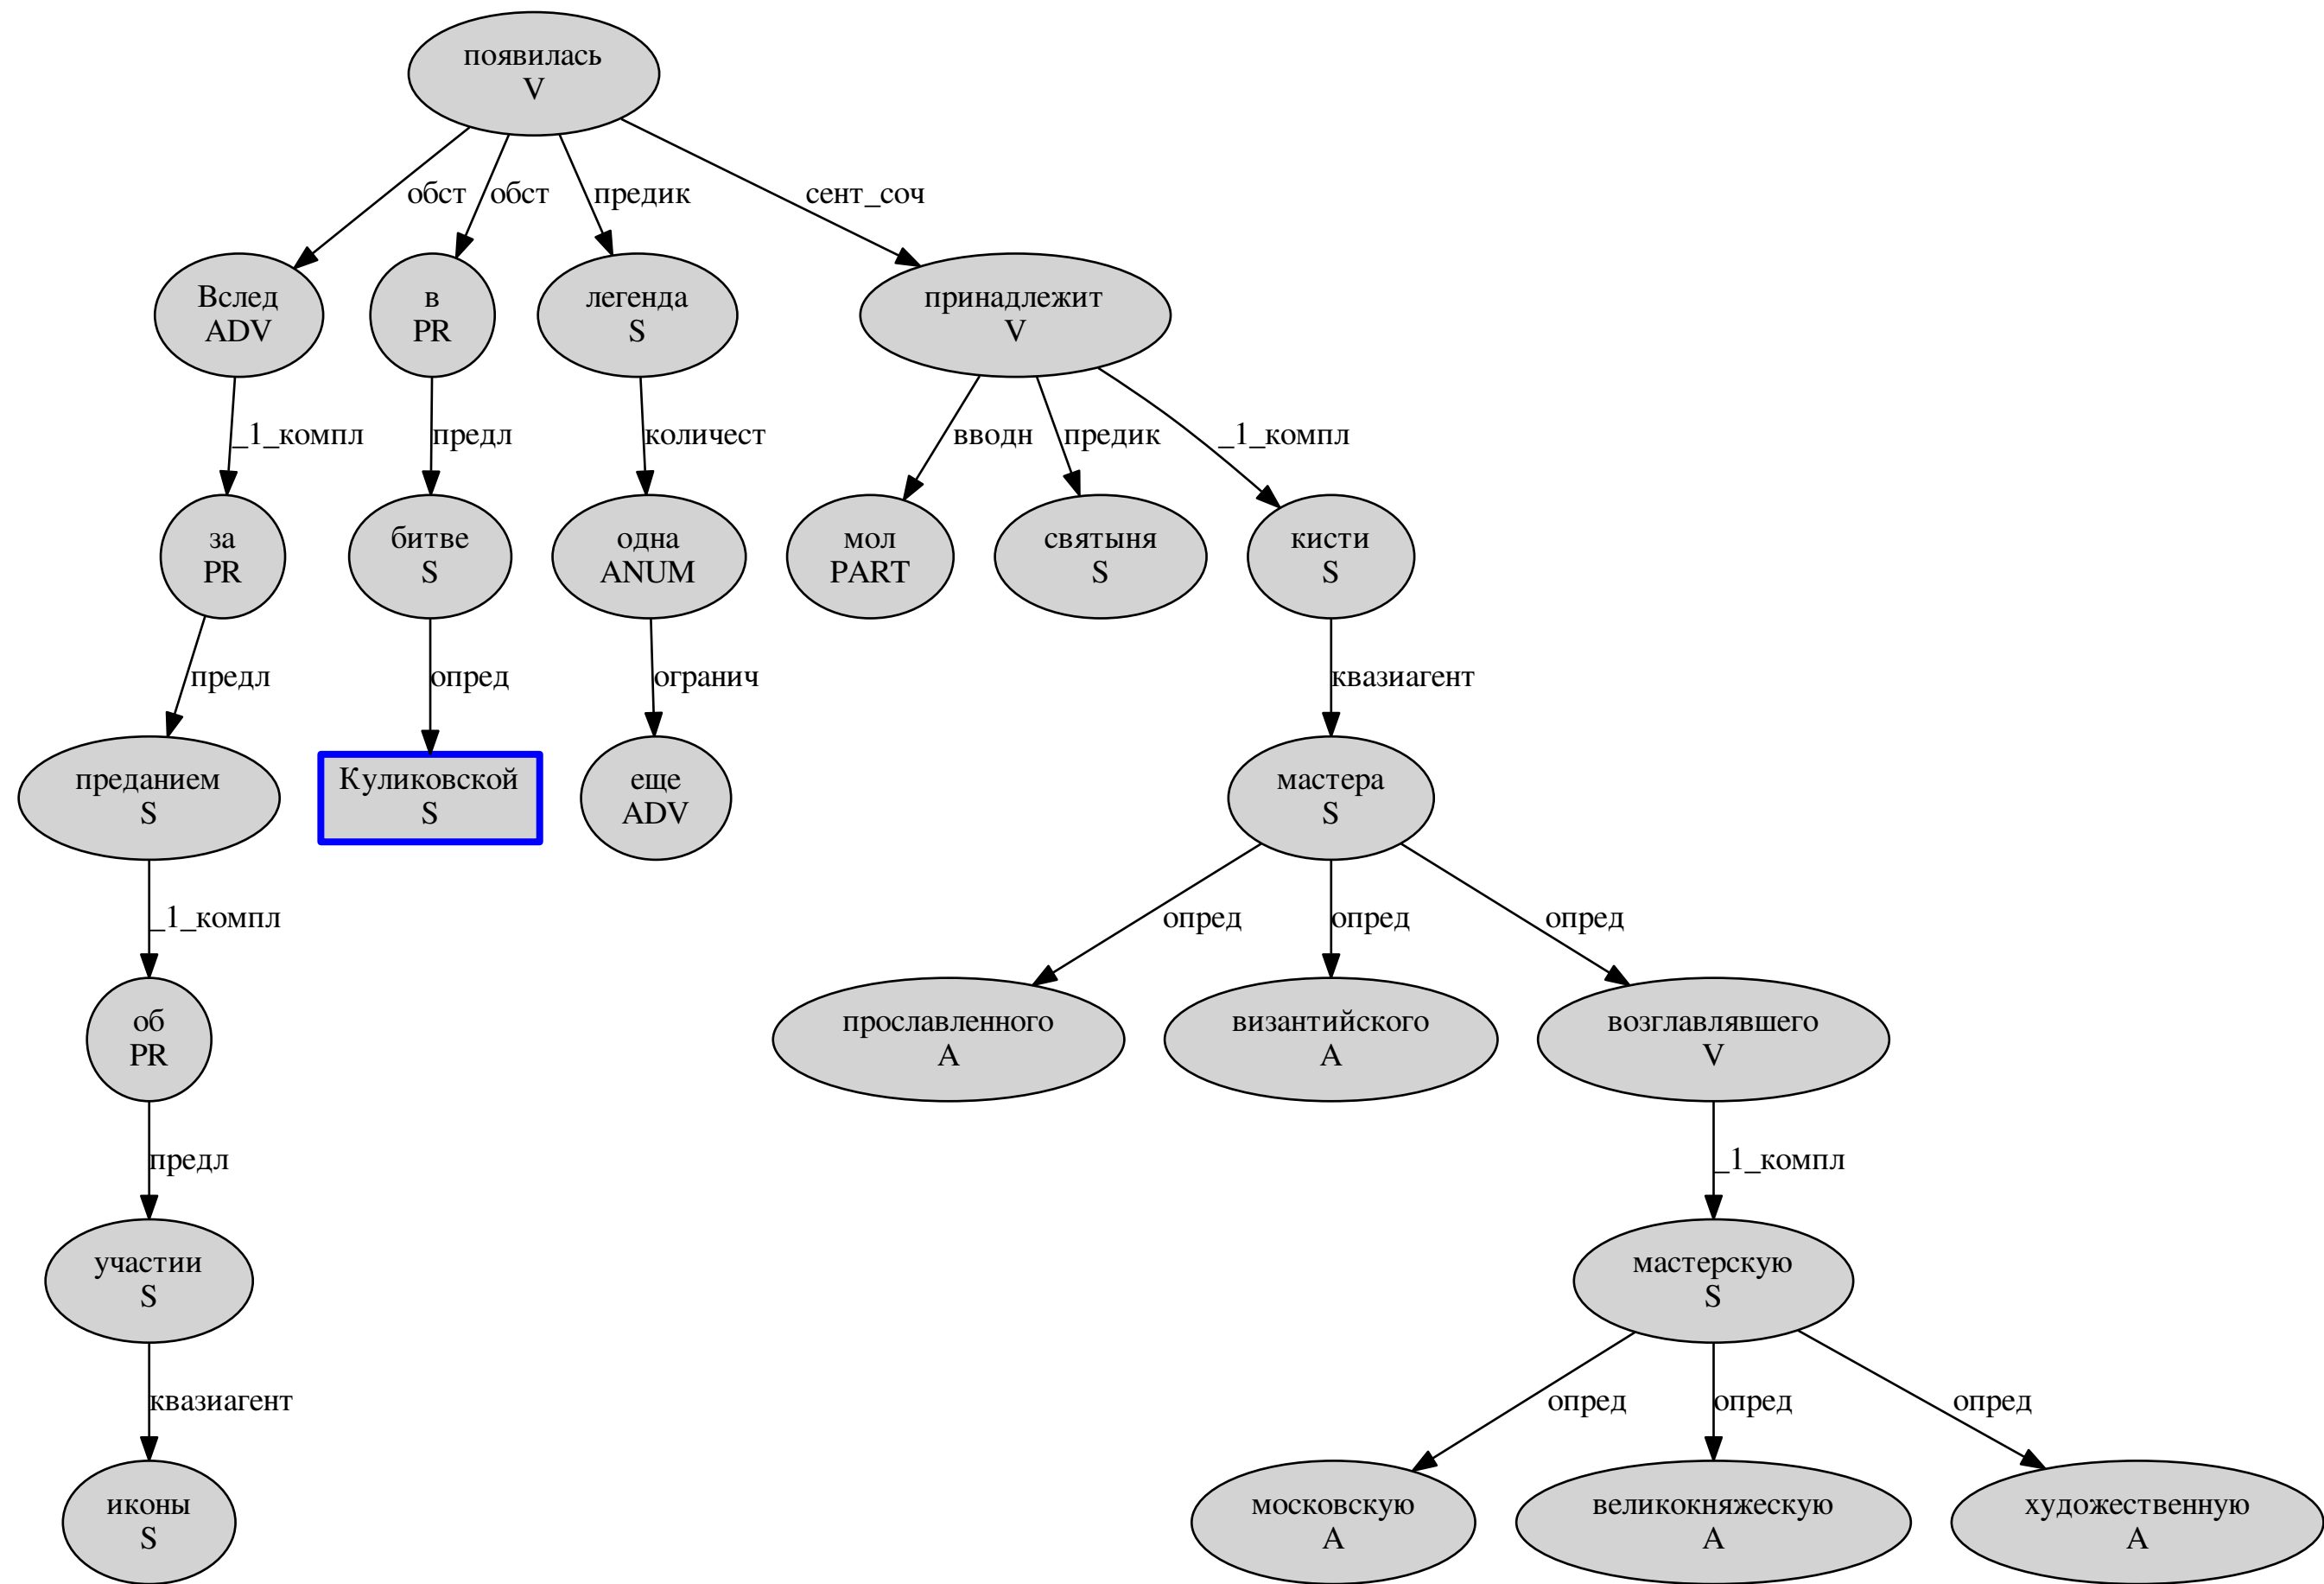 появилась
V
обст
обст
предик
сент_соч
Вслед
ADV
в
PR
легенда
S
принадлежит
V
_1_компл
предл
количест
вводн
предик
_1_компл
за
PR
битве
S
одна
ANUM
мол
PART
святыня
S
кисти
S
предл
опред
огранич
квазиагент
преданием
S
Куликовской
S
еще
ADV
мастера
S
_1_компл
опред
опред
опред
об
PR
прославленного
A
византийского
A
возглавлявшего
V
предл
_1_компл
участии
S
мастерскую
S
квазиагент
опред
опред
опред
иконы
S
московскую
A
великокняжескую
A
художественную
A